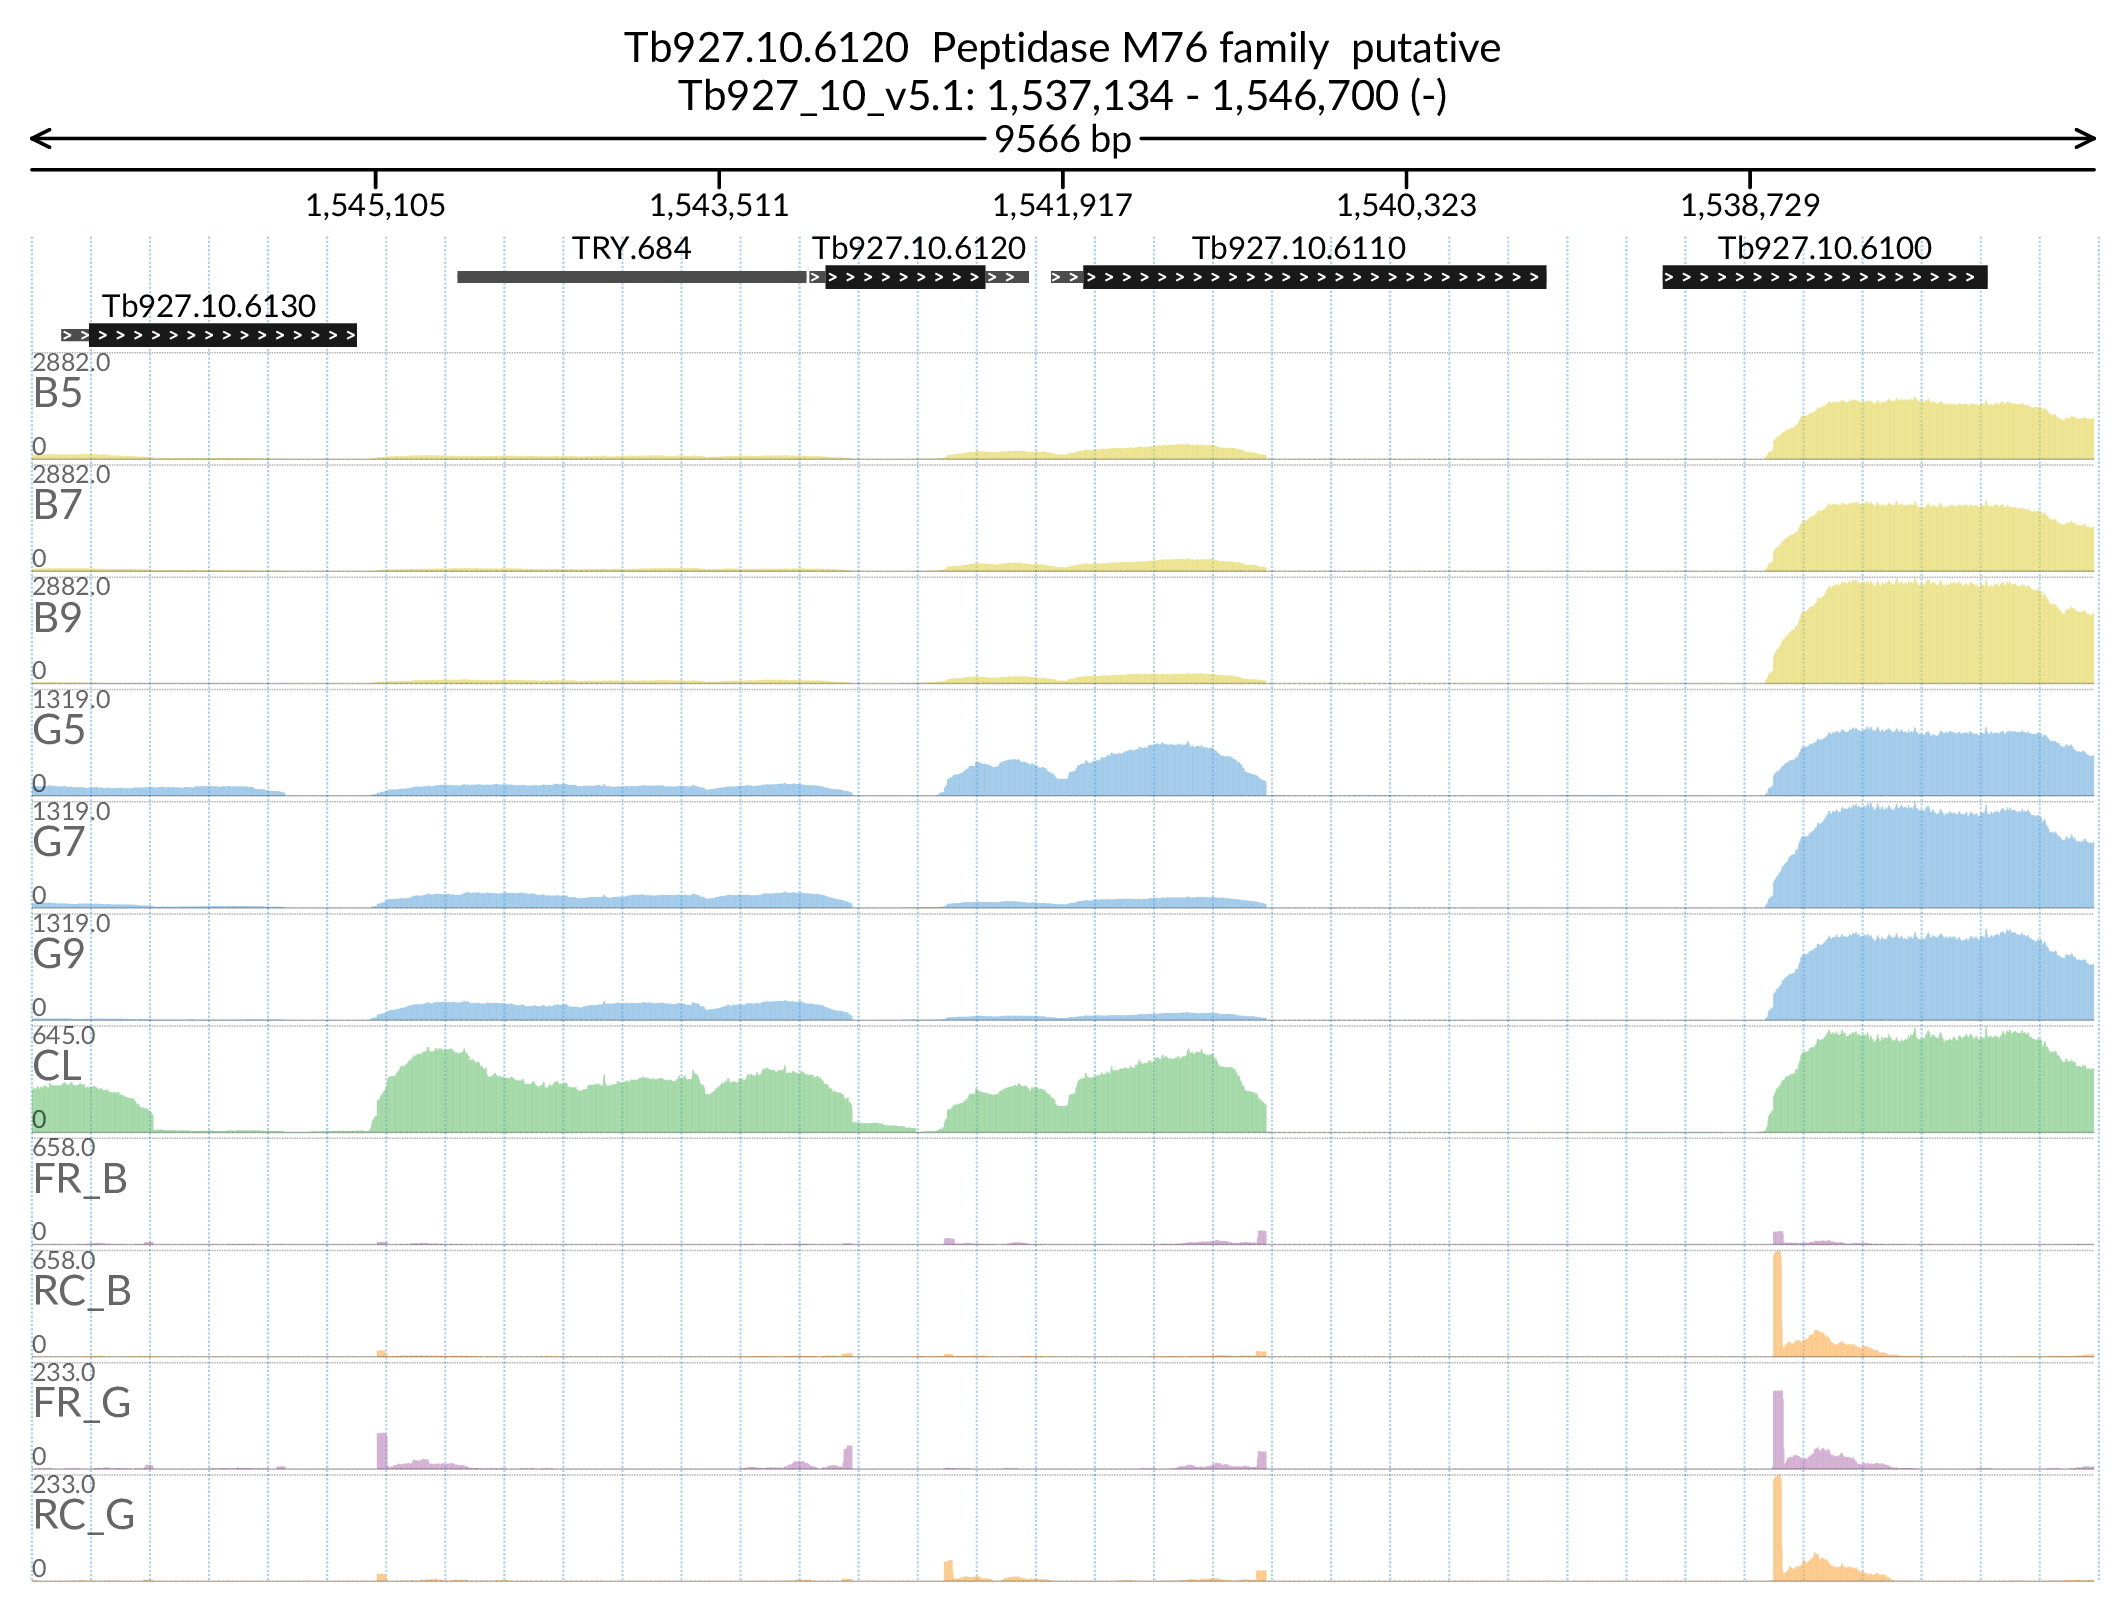 Tb927.10.6120  Peptidase M76 family  putative
Tb927_10_v5.1: 1,537,134 - 1,546,700 (-)
9566 bp
1,545,105 1,543,511 1,541,917 1,540,323 1,538,729
TRY.684 Tb927.10.6120 Tb927.10.6110 Tb927.10.6100
Tb927.10.6130
2882.0
B5
0
2882.0
B7
0
2882.0
B9
0
1319.0
G5
0
1319.0
G7
0
1319.0
G9
0
645.0
CL
0
658.0
FR_B
0
658.0
RC_B
0
233.0
FR_G
0
233.0
RC_G
0